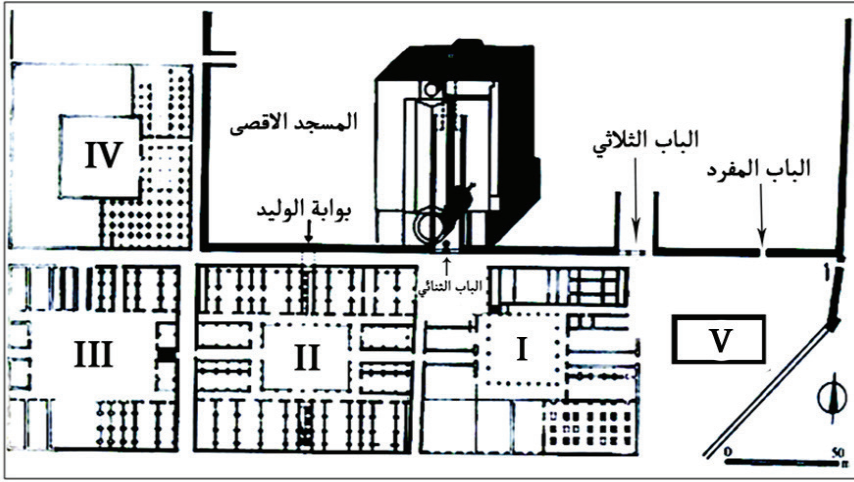 IV
المسجد الاقصى
الباب الثلاثي
الباب المفرد
بوابة الوليد
الباب الثنائي
III
II
I
V
0 50
m